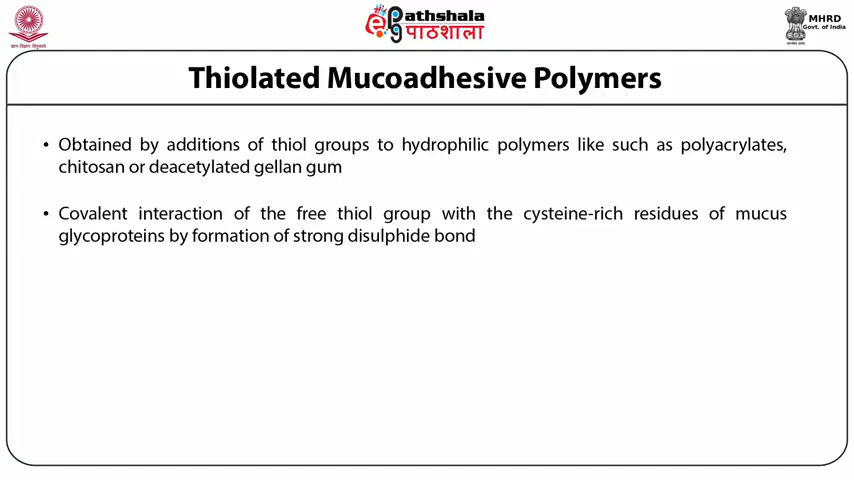 ePathshala
पाठशाला
MHRD
Govt. of India
Thiolated Mucoadhesive Polymers
• Obtained by additions of thiol groups to hydrophilic polymers like such as polyacrylates,
chitosan or deacetylated gellan gum
• Covalent interaction of the free thiol group with the cysteine-rich residues of mucus
glycoproteins by formation of strong disulphide bond